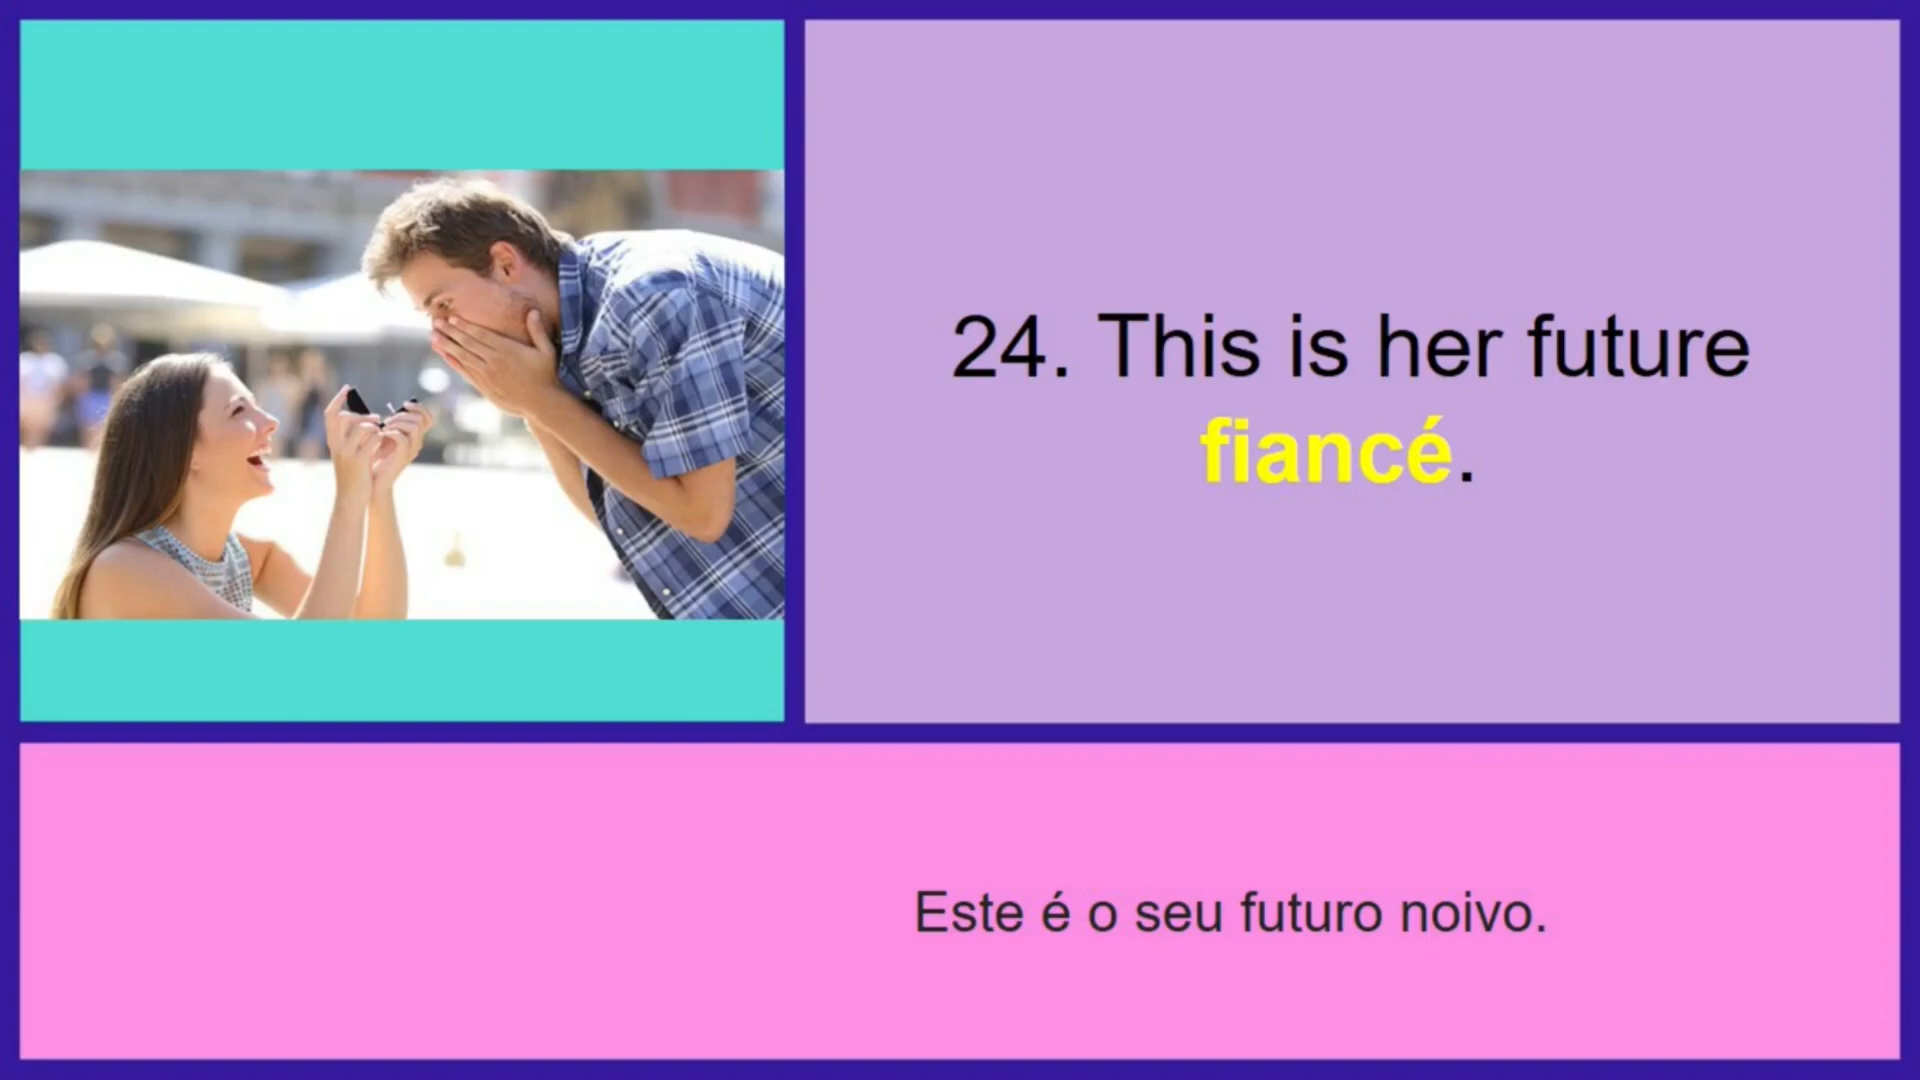 24. This is her future
fiancé.
Este é o seu futuro noivo.